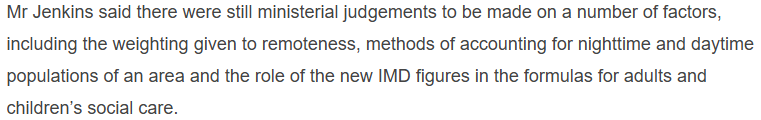 Mr Jenkins said there were still ministerial judgements to be made on a number of factors,
including the weighting given to remoteness, methods of accounting for nighttime and daytime
populations of an area and the role of the new IMD figures in the formulas for adults and
children’s social care.